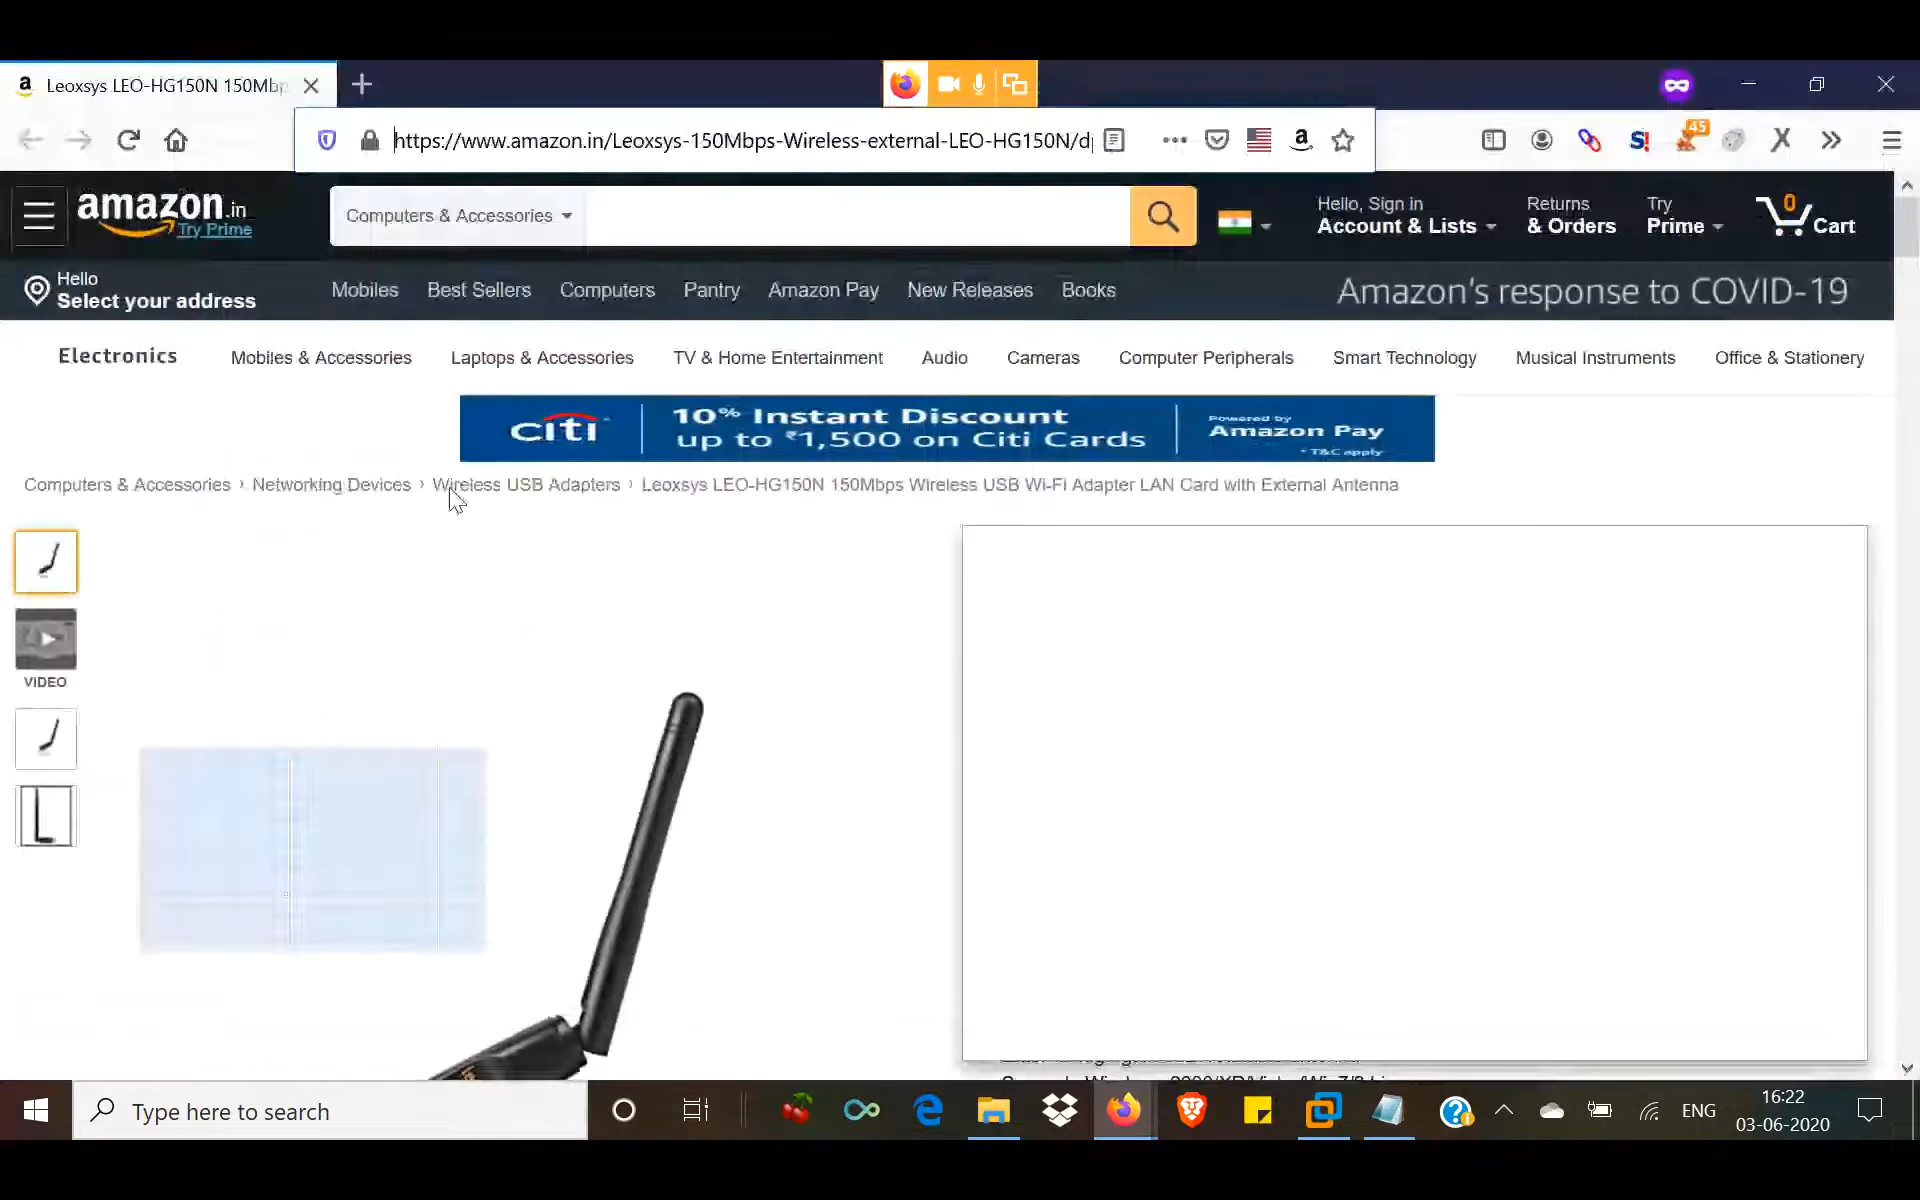 Leoxsys LEO-HG150N 150Mbp
https://www.amazon.in/Leoxsys-150Mbps-Wireless-external-LEO-HG150N/d
45
amazon.in
Try Prime
Computers & Accessories
Hello, Sign in
Account & Lists
Returns
& Orders
Try
Prime
0
Cart
Hello
Select your address
Mobiles
Best Sellers
Computers
Pantry
Amazon Pay
New Releases
Books
Amazon's response to COVID-19
Electronics
Mobiles & Accessories
Laptops & Accessories
TV & Home Entertainment
Audio
Cameras
Computer Peripherals
Smart Technology
Musical Instruments
Office & Stationery
citi
10% Instant Discount
up to ₹1,500 on Citi Cards
Powered by
Amazon Pay
* T&C apply
Computers & Accessories › Networking Devices › Wireless USB Adapters › Leoxsys LEO-HG150N 150Mbps Wireless USB Wi-Fi Adapter LAN Card with External Antenna
VIDEO
Type here to search
ENG
16:22
03-06-2020